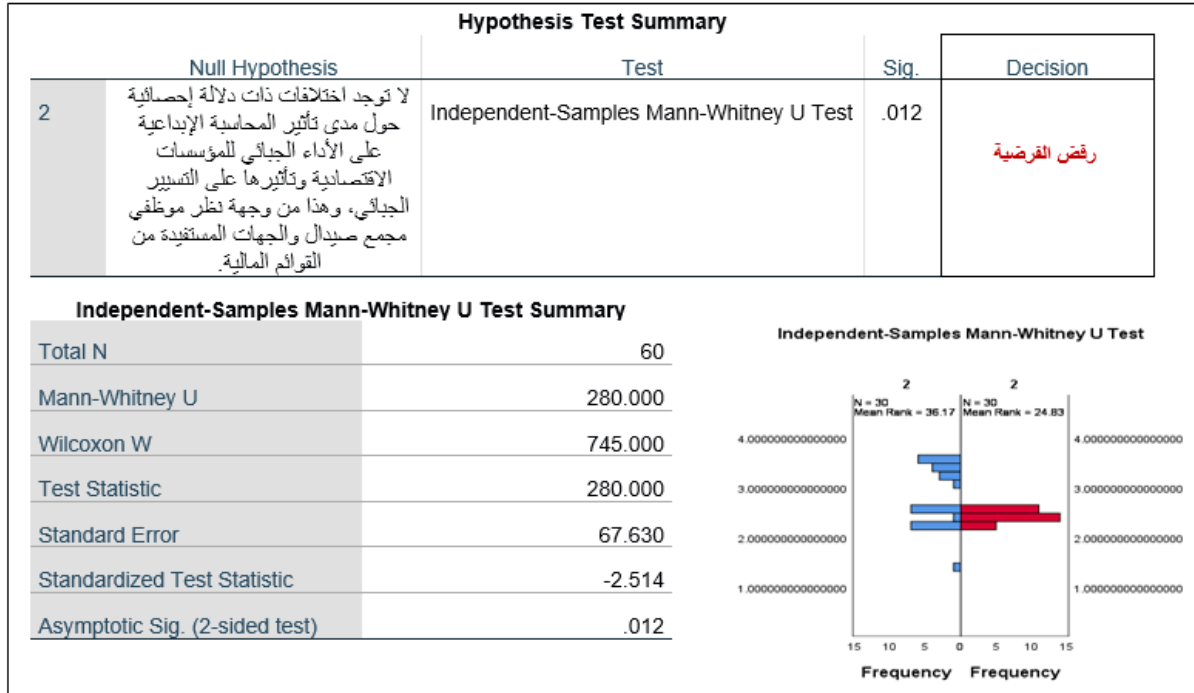 Hypothesis Test Summary
Null Hypothesis Test Sig. Decision
2
لا توجد اختلافات ذات دلالة إحصائية
حول مدى تأثير المحاسبة الإبداعية
على الأداء الجبائي للمؤسسات
الاقتصادية وتأثيرها على التسيير
الجبائي، وهذا من وجهة نظر موظفي
مجمع صيدال والجهات المستفيدة من
القوائم المالية.
Independent-Samples Mann-Whitney U Test
.012
رفض الفرضية
Independent-Samples Mann-Whitney U Test Summary
Total N 60
Mann-Whitney U 280.000
Wilcoxon W 745.000
Test Statistic 280.000
Standard Error 67.630
Standardized Test Statistic -2.514
Asymptotic Sig. (2-sided test) .012
Independent-Samples Mann-Whitney U Test
2 2
N = 30 N = 30
Mean Rank = 36.17 Mean Rank = 24.83
4.000000000000000 4.000000000000000
3.000000000000000 3.000000000000000
2.000000000000000 2.000000000000000
1.000000000000000 1.000000000000000
15 10 5 0 5 10 15
Frequency Frequency